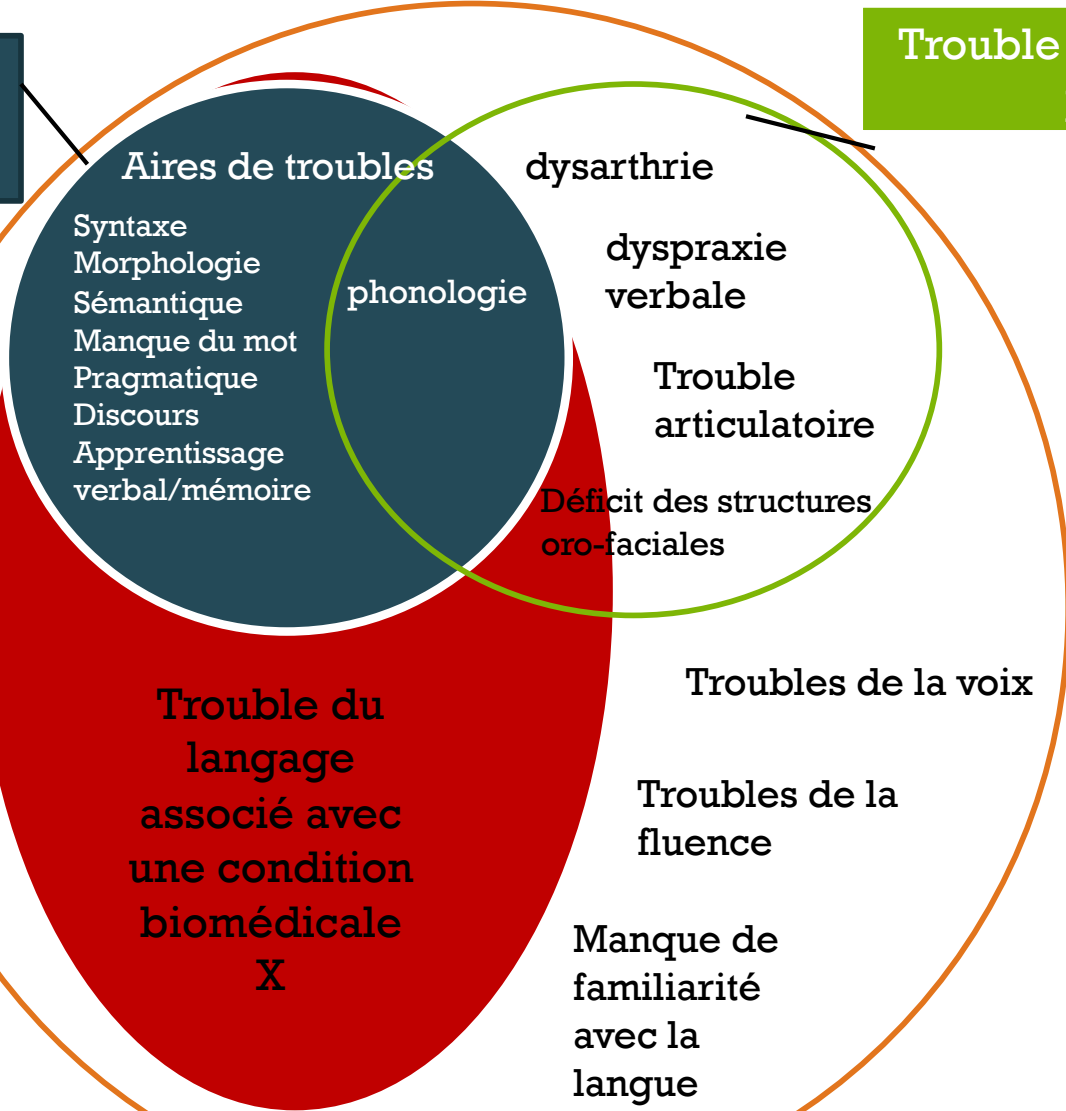 Trouble
Aires de troubles
Syntaxe
Morphologie
Sémantique
Manque du mot
Pragmatique
Discours
Apprentissage
verbal/mémoire
phonologie
dysarthrie
dyspraxie
verbale
Trouble
articulatoire
Déficit des structures
oro-faciales
Trouble du
langage
associé avec
une condition
biomédicale
X
Troubles de la voix
Troubles de la
fluence
Manque de
familiarité
avec la
langue